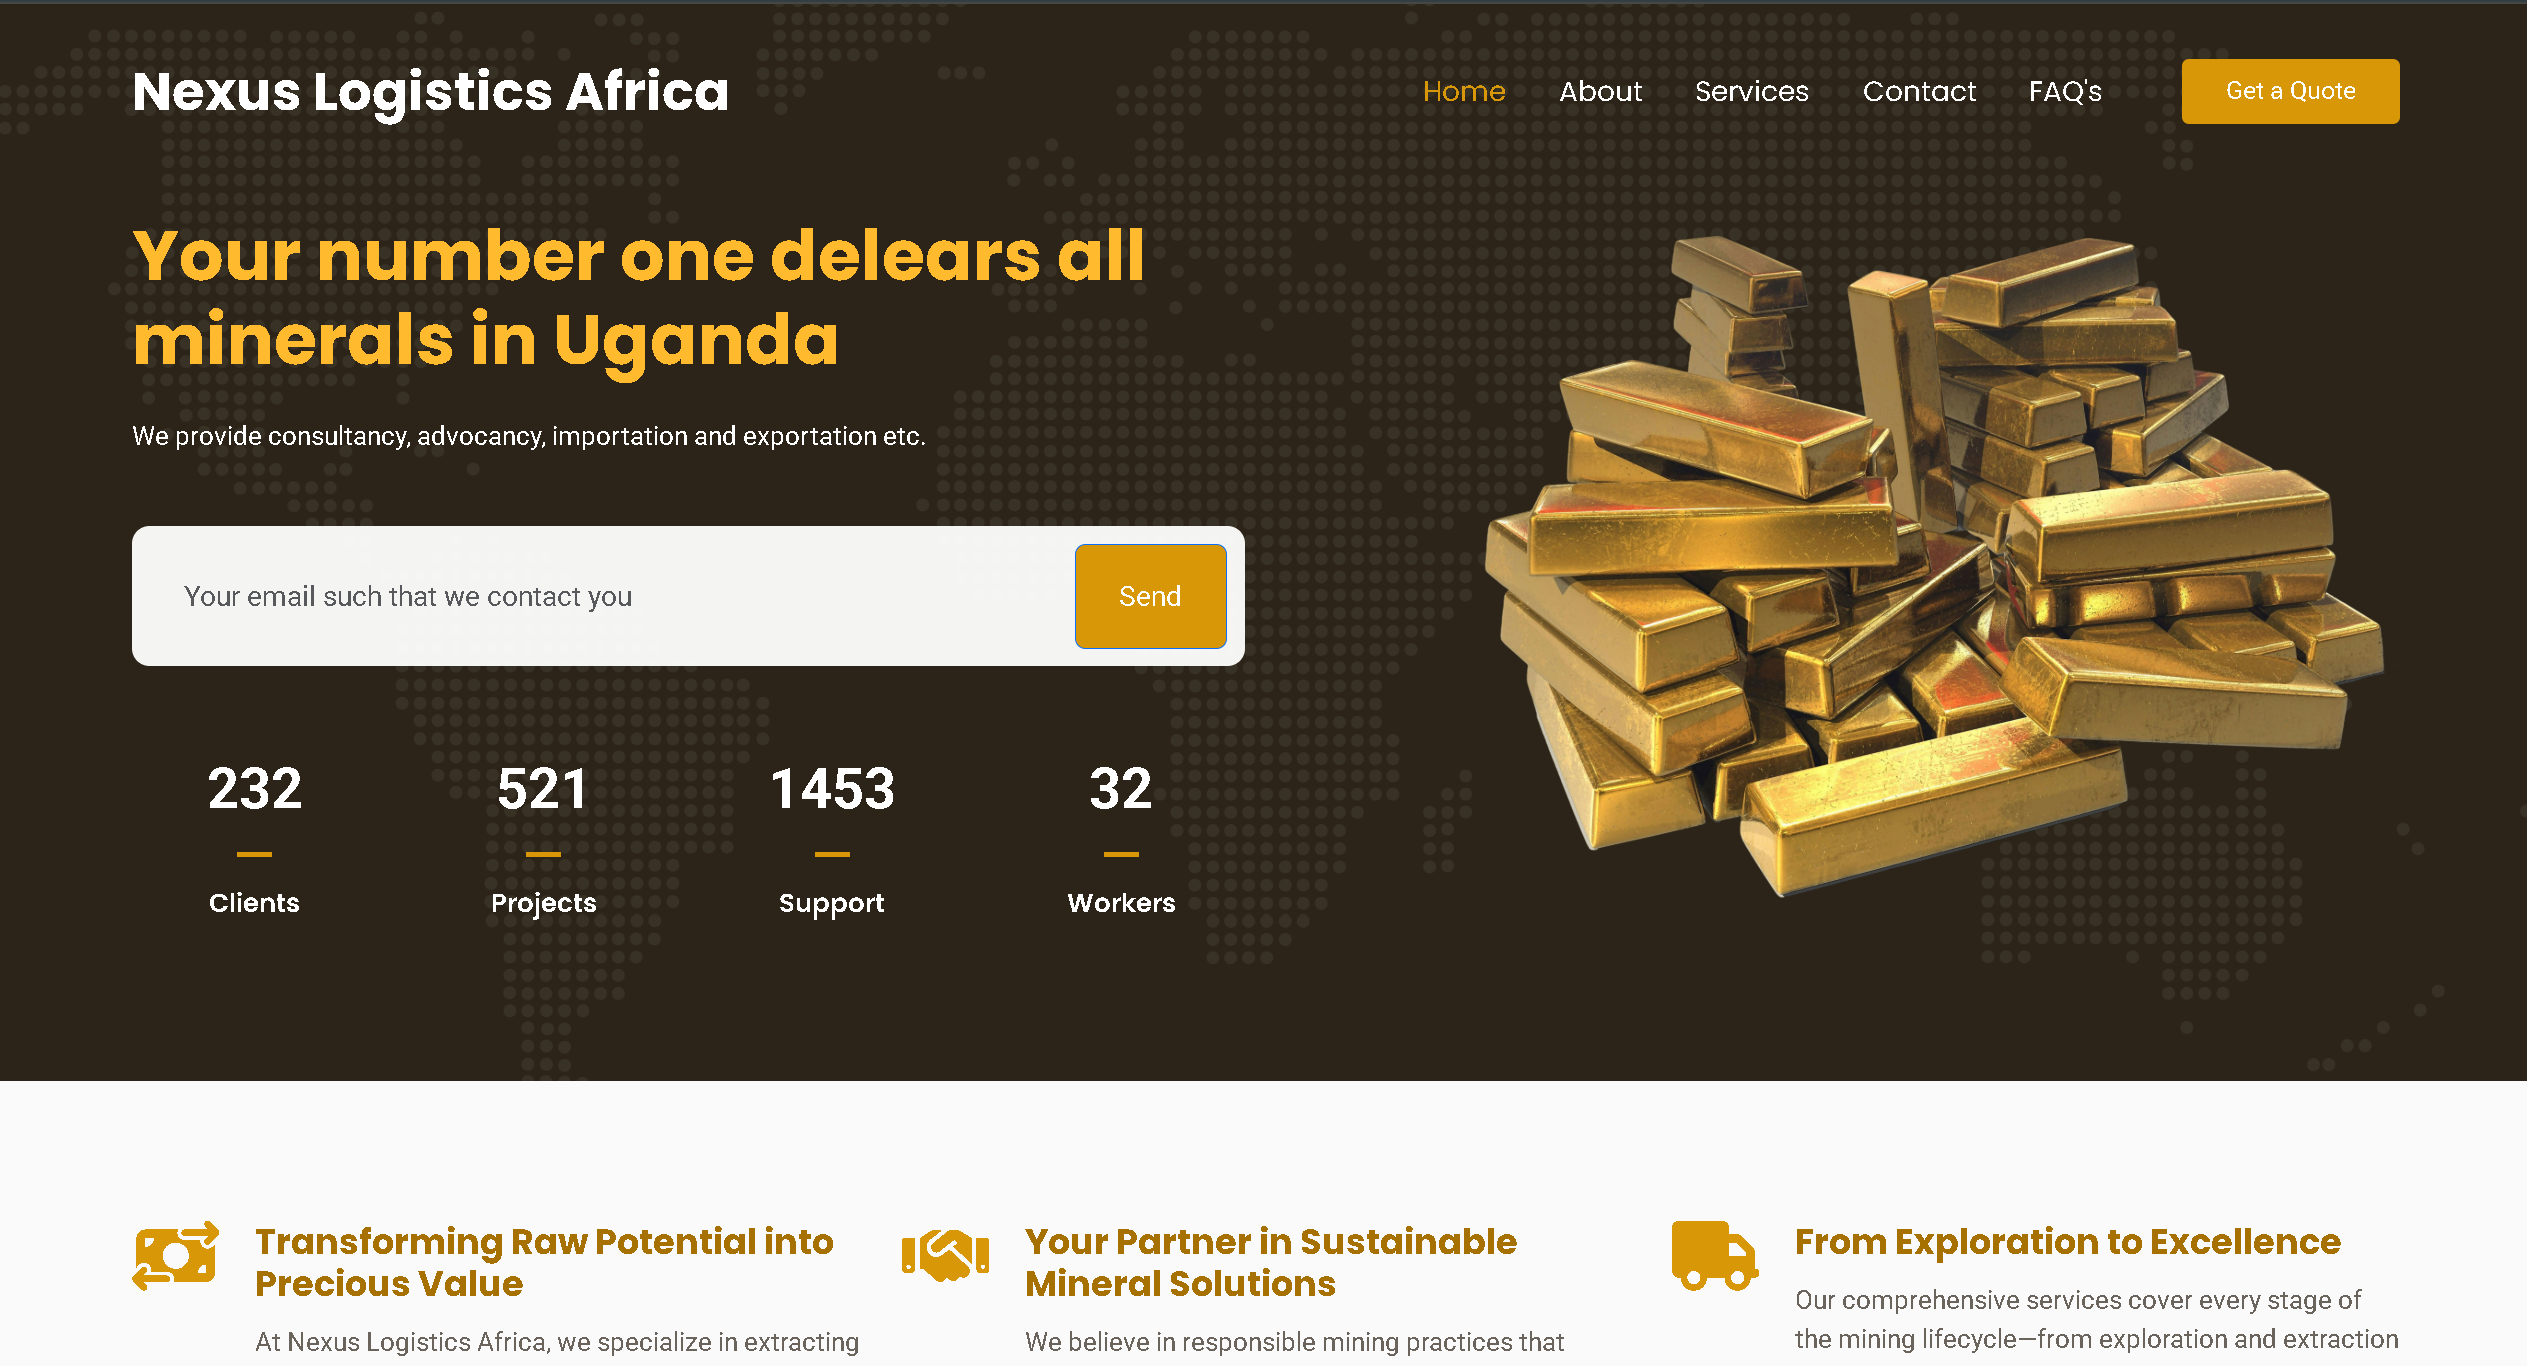 Nexus Logistics Africa
Home About Services Contact FAQ's Get a Quote
Your number one delears all
minerals in Uganda
We provide consultancy, advocancy, importation and exportation etc.
Your email such that we contact you Send
232 521 1453 32
Clients Projects Support Workers
Transforming Raw Potential into
Precious Value
At Nexus Logistics Africa, we specialize in extracting
Your Partner in Sustainable
Mineral Solutions
We believe in responsible mining practices that
From Exploration to Excellence
Our comprehensive services cover every stage of
the mining lifecycle—from exploration and extraction